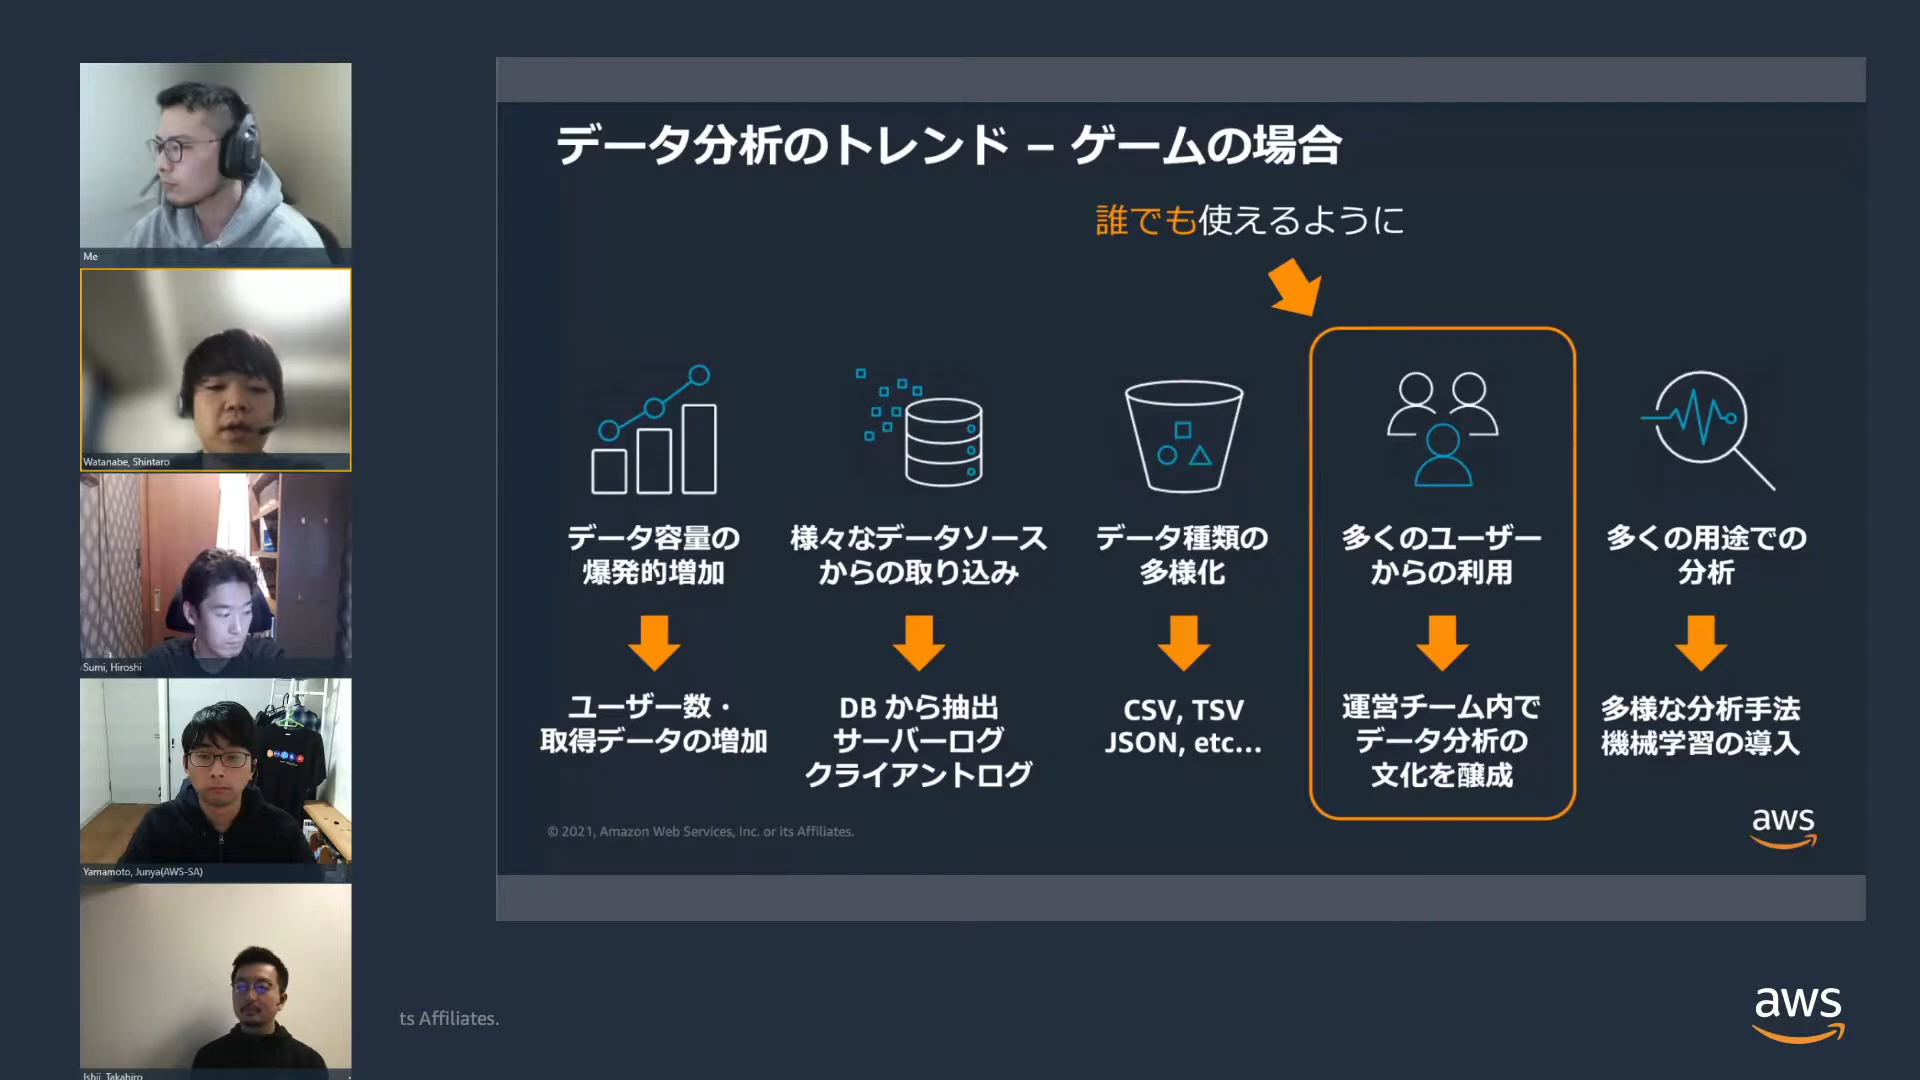 Me
Watanabe, Shintaro
Sumi, Hiroshi
Yamamoto, Junya(AWS-SA)
Ishii, Takahiro
データ分析のトレンド – ゲームの場合
誰でも使えるように
データ容量の
爆発的増加
ユーザー数・
取得データの増加
様々なデータソース
からの取り込み
DB から抽出
サーバーログ
クライアントログ
データ種類の
多様化
CSV, TSV
JSON, etc...
多くのユーザー
からの利用
運営チーム内で
データ分析の
文化を醸成
多くの用途での
分析
多様な分析手法
機械学習の導入
© 2021, Amazon Web Services, Inc. or its Affiliates.
aws
ts Affiliates.
aws